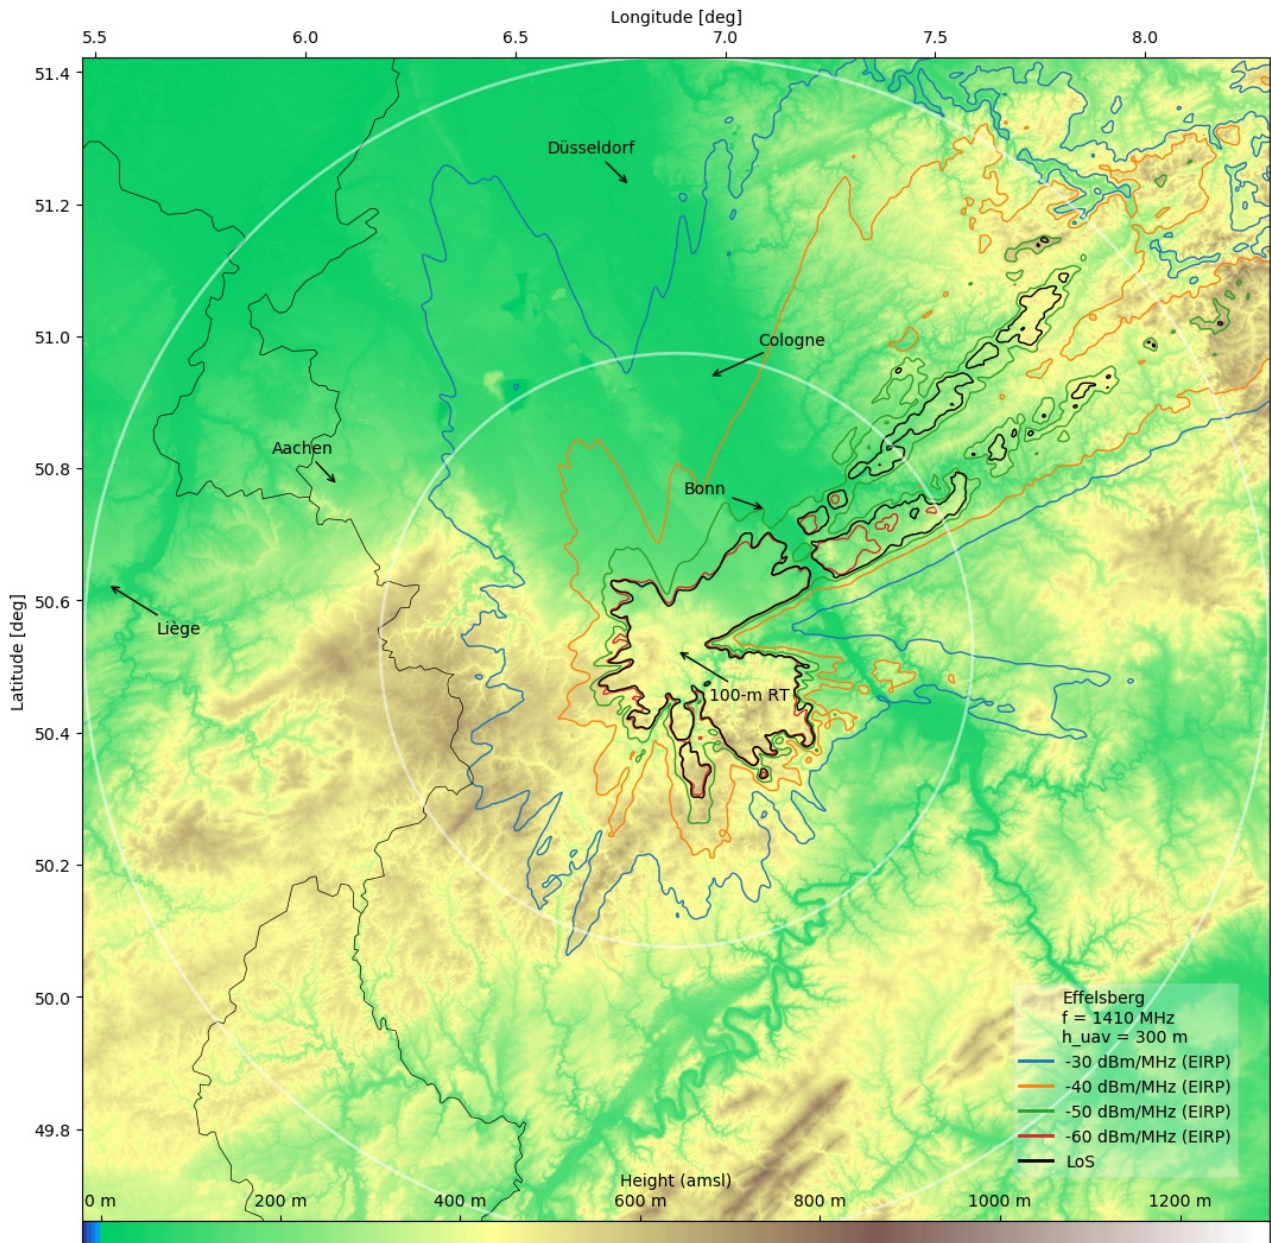 Longitude [deg]
5.5 6.0 6.5 7.0 7.5 8.0
Latitude [deg]
51.4
51.2
51.0
50.8
50.6
50.4
50.2
50.0
49.8
Düsseldorf
Cologne
Aachen
Bonn
Liège
100-m RT
Effelsberg
f = 1410 MHz
h_uav = 300 m
-30 dBm/MHz (EIRP)
-40 dBm/MHz (EIRP)
-50 dBm/MHz (EIRP)
-60 dBm/MHz (EIRP)
LoS
Height (amsl)
0 m 200 m 400 m 600 m 800 m 1000 m 1200 m